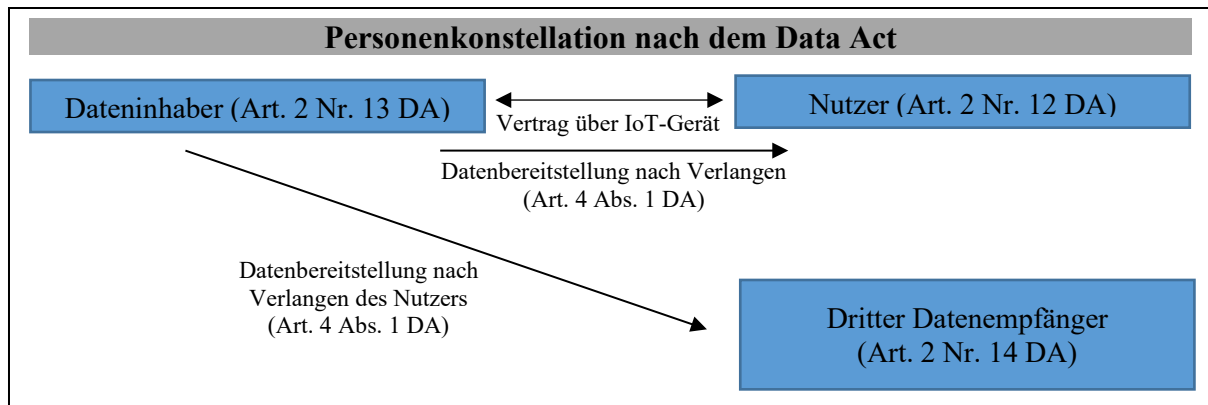 Personenkonstellation nach dem Data Act
Dateninhaber (Art. 2 Nr. 13 DA)
Nutzer (Art. 2 Nr. 12 DA)
Vertrag über IoT-Gerät
Datenbereitstellung nach Verlangen
(Art. 4 Abs. 1 DA)
Datenbereitstellung nach
Verlangen des Nutzers
(Art. 4 Abs. 1 DA)
Dritter Datenempfänger
(Art. 2 Nr. 14 DA)